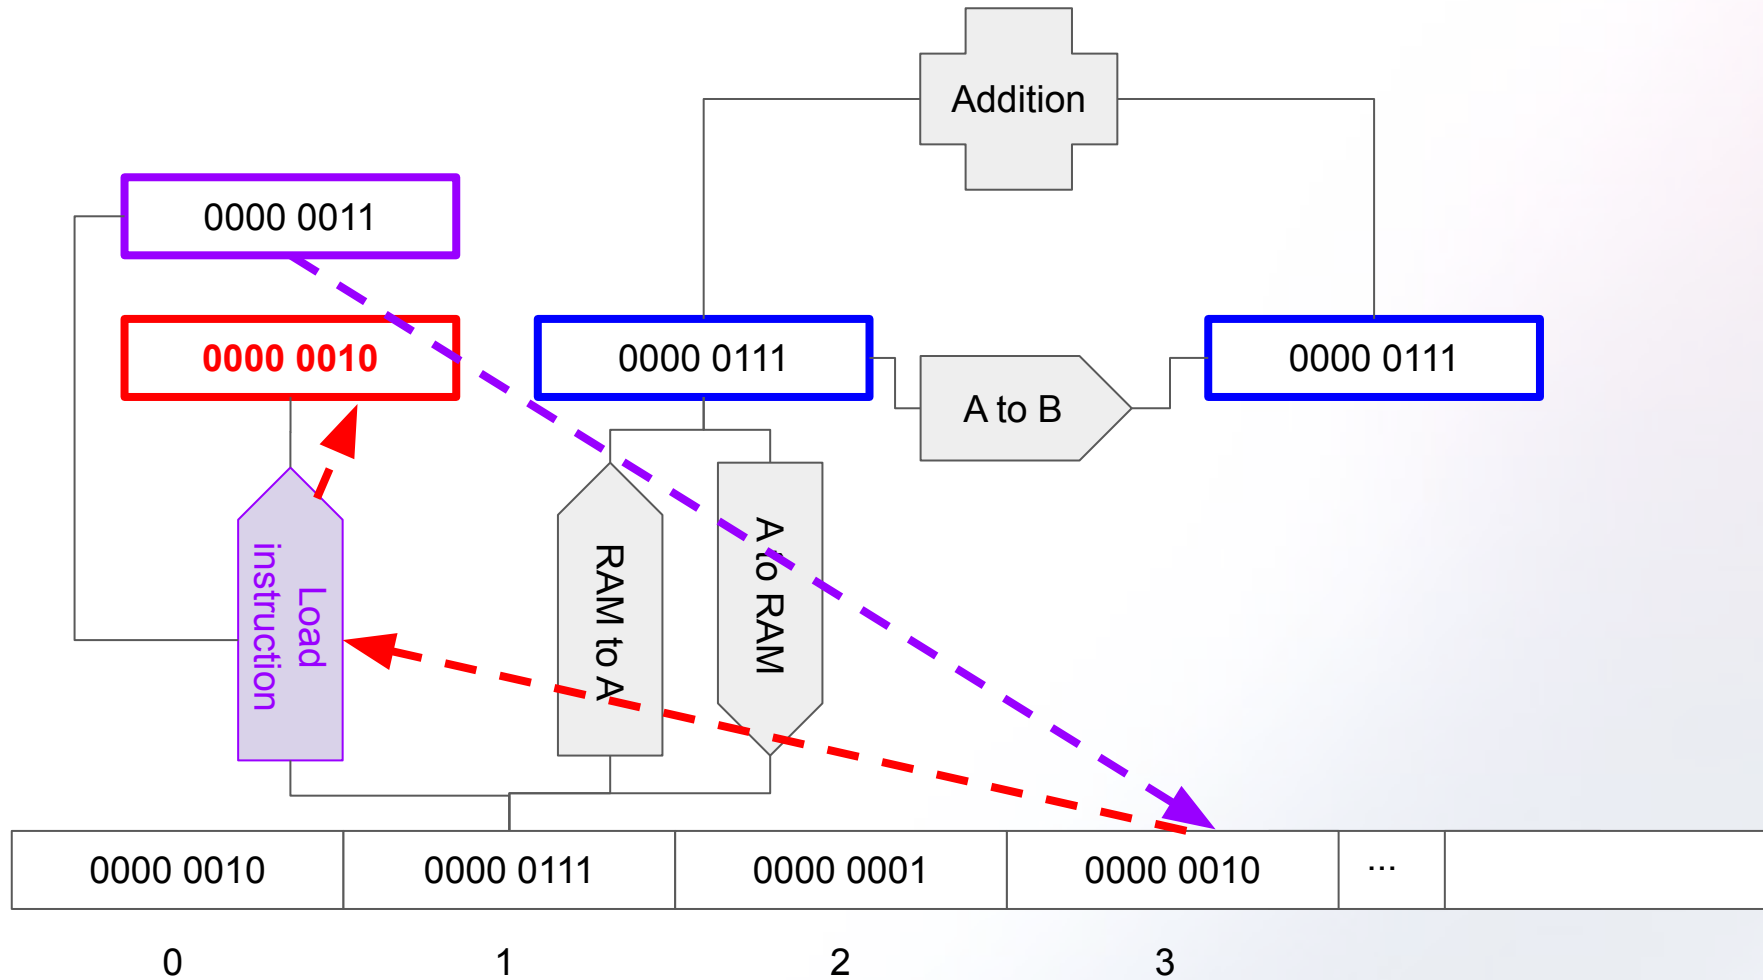 Addition
0000 0011
0000 0010
0000 0111
0000 0111
A to B
Load
instruction
RAM to A
A to RAM
0000 0010
0000 0111
0000 0001
0000 0010
...
0
1
2
3